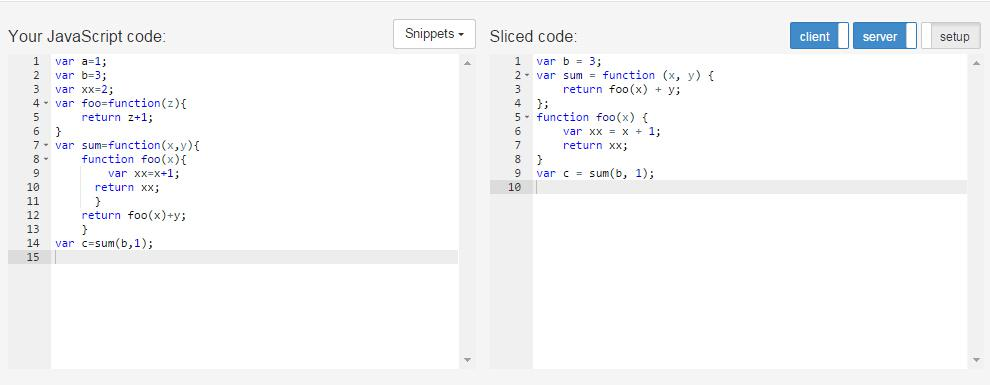 Your JavaScript code:
Snippets
1 var a=1;
2 var b=3;
3 var xx=2;
4 var foo=function(z){
5 return z+1;
6 }
7 var sum=function(x,y){
8 function foo(x){
9 var xx=x+1;
10 return xx;
11 }
12 return foo(x)+y;
13 }
14 var c=sum(b,1);
15
Sliced code:
client server setup
1 var b = 3;
2 var sum = function (x, y) {
3 return foo(x) + y;
4 };
5 function foo(x) {
6 var xx = x + 1;
7 return xx;
8 }
9 var c = sum(b, 1);
10